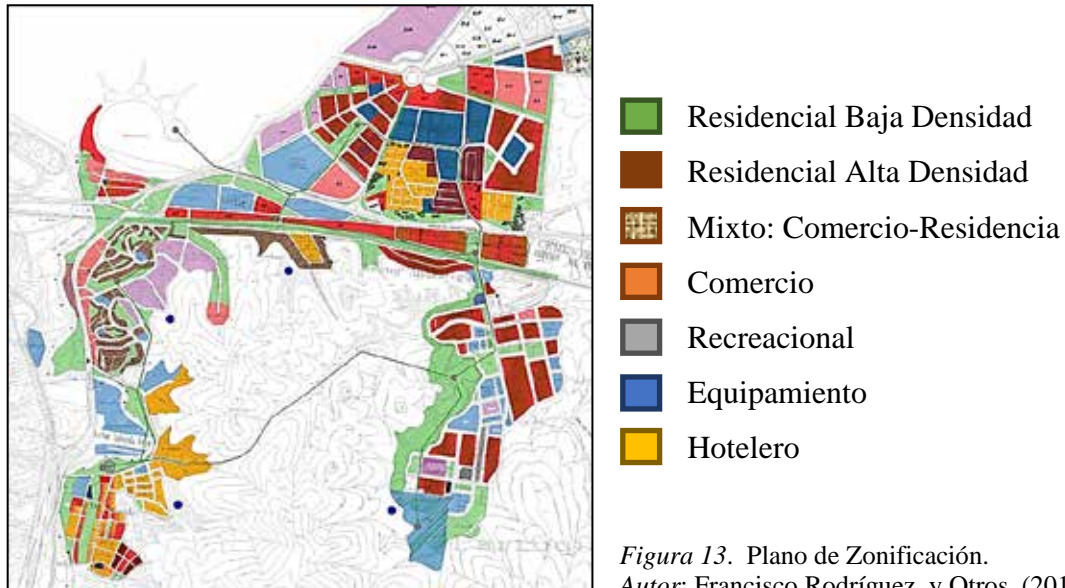 Residencial Baja Densidad
Residencial Alta Densidad
Mixto: Comercio-Residencia
Comercio
Recreacional
Equipamiento
Hotelero
Figura 13. Plano de Zonificación.
Autor: Francisco Rodríguez, y Otros. (201